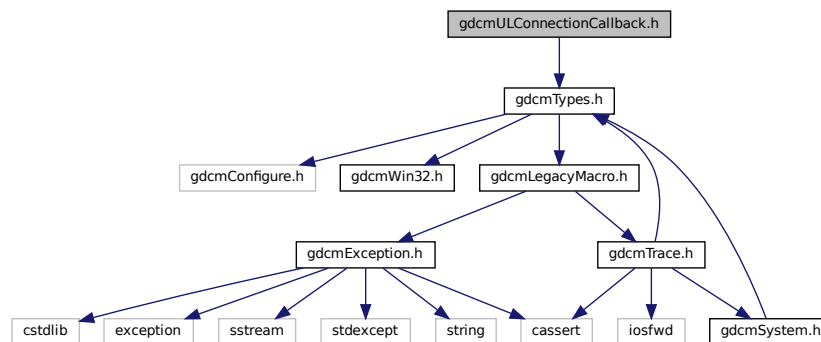 gdcmULConnectionCallback.h
gdcmTypes.h
gdcmConfigure.h
gdcmWin32.h
gdcmLegacyMacro.h
gdcmException.h
gdcmTrace.h
cstdlib
exception
sstream
stdexcept
string
cassert
iosfwd
gdcmSystem.h